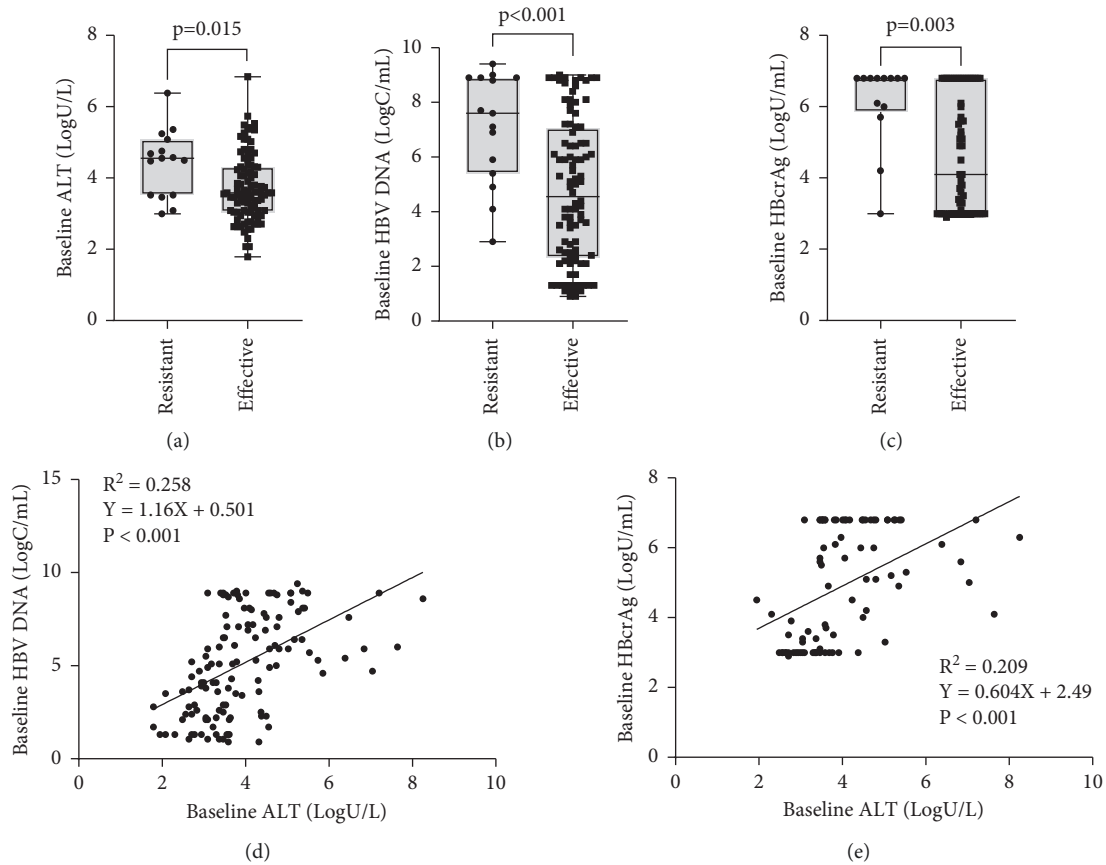 p=0.015
Baseline ALT (LogU/L)
8
6
4
2
0
Resistant
Effective
(a)
p<0.001
Baseline HBV DNA (LogC/mL)
10
8
6
4
2
0
Resistant
Effective
(b)
p=0.003
Baseline HBcrAg (LogU/mL)
8
6
4
2
0
Resistant
Effective
(c)
R² = 0.258
Y = 1.16X + 0.501
P < 0.001
Baseline HBV DNA (LogC/mL)
15
10
5
0
0 2 4 6 8 10
Baseline ALT (LogU/L)
(d)
Baseline HBcrAg (LogU/mL)
8
6
4
2
0
R² = 0.209
Y = 0.604X + 2.49
P < 0.001
0 2 4 6 8 10
Baseline ALT (LogU/L)
(e)